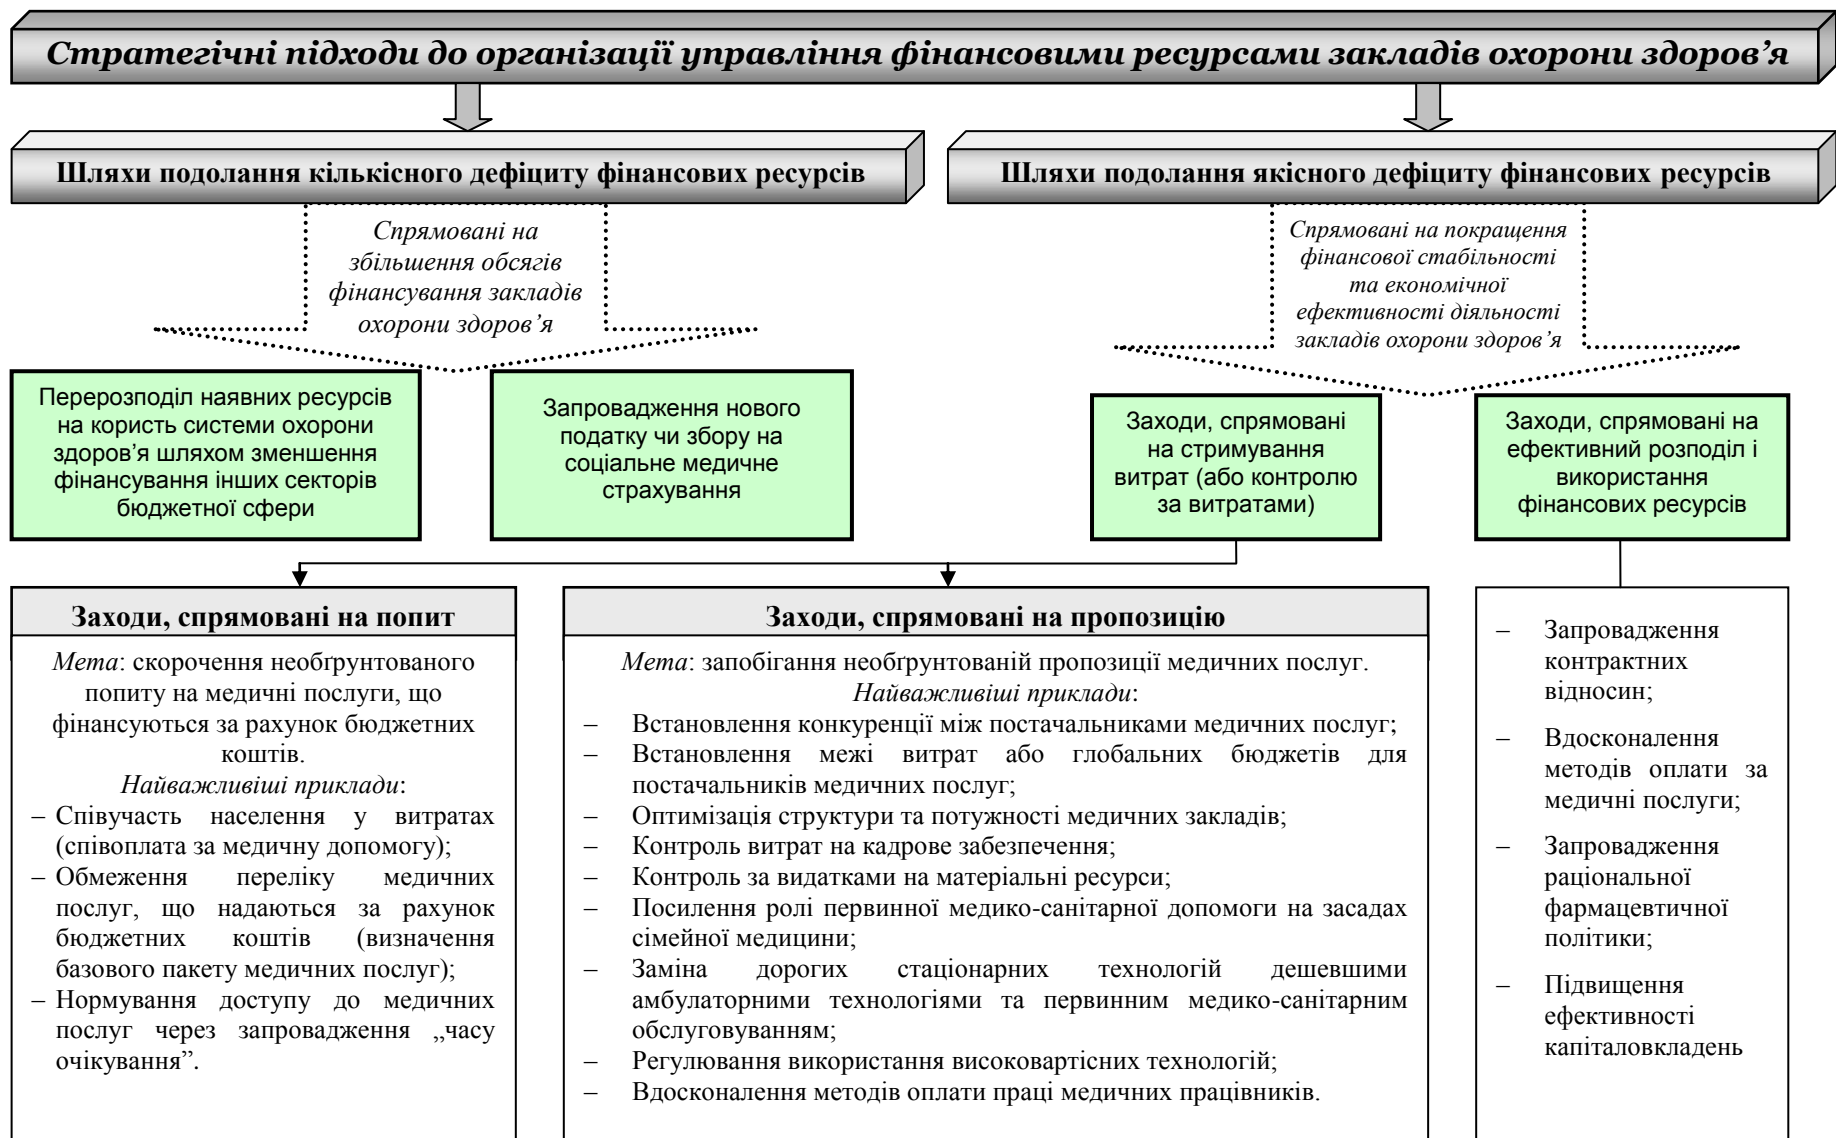 Стратегічні підходи до організації управління фінансовими ресурсами закладів охорони здоров’я
Шляхи подолання кількісного дефіциту фінансових ресурсів
Шляхи подолання якісного дефіциту фінансових ресурсів
Спрямовані на
збільшення обсягів
фінансування закладів
охорони здоров’я
Спрямовані на покращення
фінансової стабільності
та економічної
ефективності діяльності
закладів охорони здоров’я
Перерозподіл наявних ресурсів
на користь системи охорони
здоров’я шляхом зменшення
фінансування інших секторів
бюджетної сфери
Запровадження нового
податку чи збору на
соціальне медичне
страхування
Заходи, спрямовані
на стримування
витрат (або контролю
за витратами)
Заходи, спрямовані на
ефективний розподіл і
використання
фінансових ресурсів
Заходи, спрямовані на попит
Мета: скорочення необґрунтованого
попиту на медичні послуги, що
фінансуються за рахунок бюджетних
коштів.
Найважливіші приклади:
– Співучасть населення у витратах
(співоплата за медичну допомогу);
– Обмеження переліку медичних
послуг, що надаються за рахунок
бюджетних коштів (визначення
базового пакету медичних послуг);
– Нормування доступу до медичних
послуг через запровадження „часу
очікування”.
Заходи, спрямовані на пропозицію
Мета: запобігання необґрунтованій пропозиції медичних послуг.
Найважливіші приклади:
– Встановлення конкуренції між постачальниками медичних послуг;
– Встановлення межі витрат або глобальних бюджетів для
постачальників медичних послуг;
– Оптимізація структури та потужності медичних закладів;
– Контроль витрат на кадрове забезпечення;
– Контроль за видатками на матеріальні ресурси;
– Посилення ролі первинної медико-санітарної допомоги на засадах
сімейної медицини;
– Заміна дорогих стаціонарних технологій дешевшими
амбулаторними технологіями та первинним медико-санітарним
обслуговуванням;
– Регулювання використання високовартісних технологій;
– Вдосконалення методів оплати праці медичних працівників.
– Запровадження
контрактних
відносин;
– Вдосконалення
методів оплати за
медичні послуги;
– Запровадження
раціональної
фармацевтичної
політики;
– Підвищення
ефективності
капіталовкладень